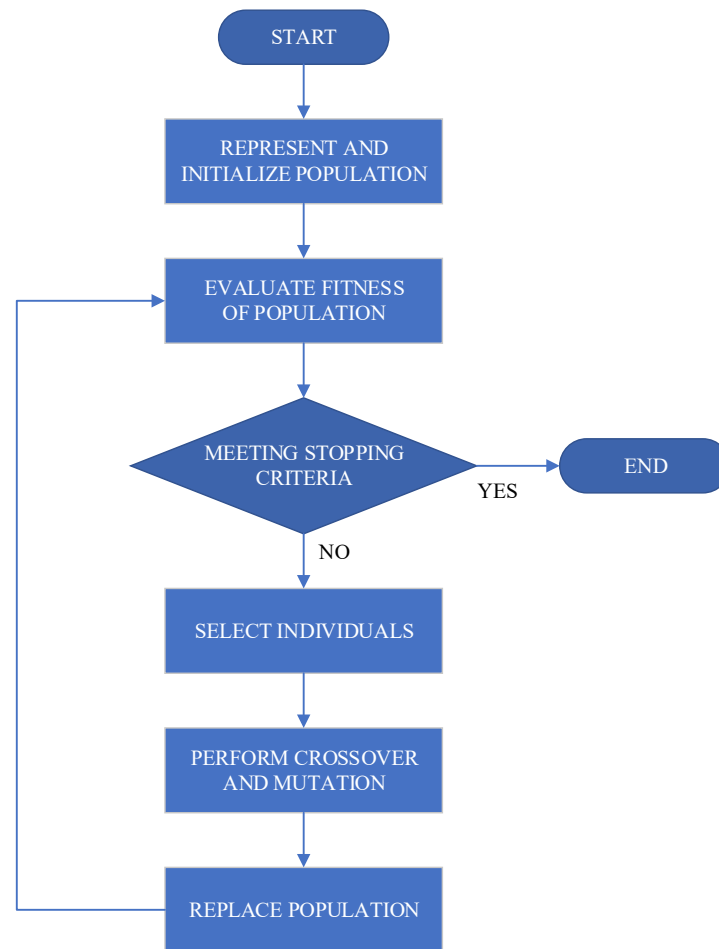 START
REPRESENT AND
INITIALIZE POPULATION
EVALUATE FITNESS
OF POPULATION
MEETING STOPPING
CRITERIA
YES
END
NO
SELECT INDIVIDUALS
PERFORM CROSSOVER
AND MUTATION
REPLACE POPULATION